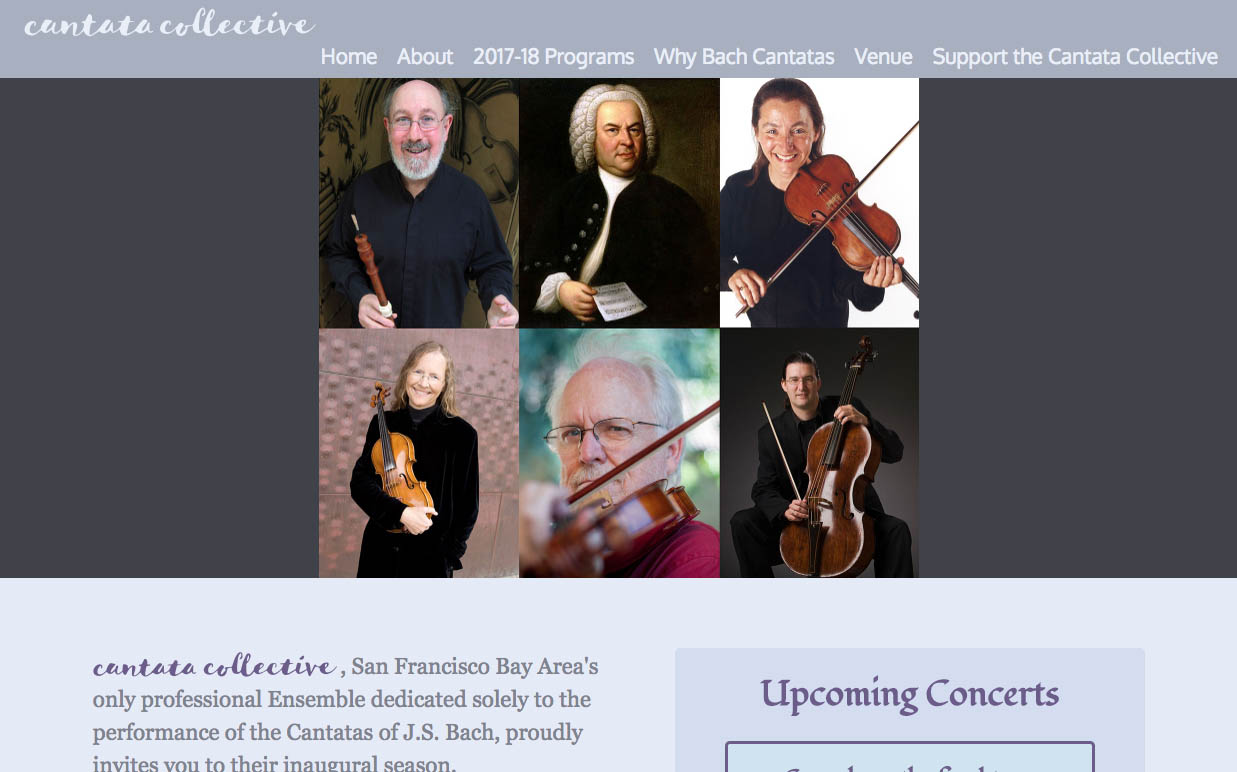 cantata collective
Home About 2017-18 Programs Why Bach Cantatas Venue Support the Cantata Collective
cantata collective , San Francisco Bay Area's
only professional Ensemble dedicated solely to the
performance of the Cantatas of J.S. Bach, proudly
invites you to their inaugural season.
Upcoming Concerts